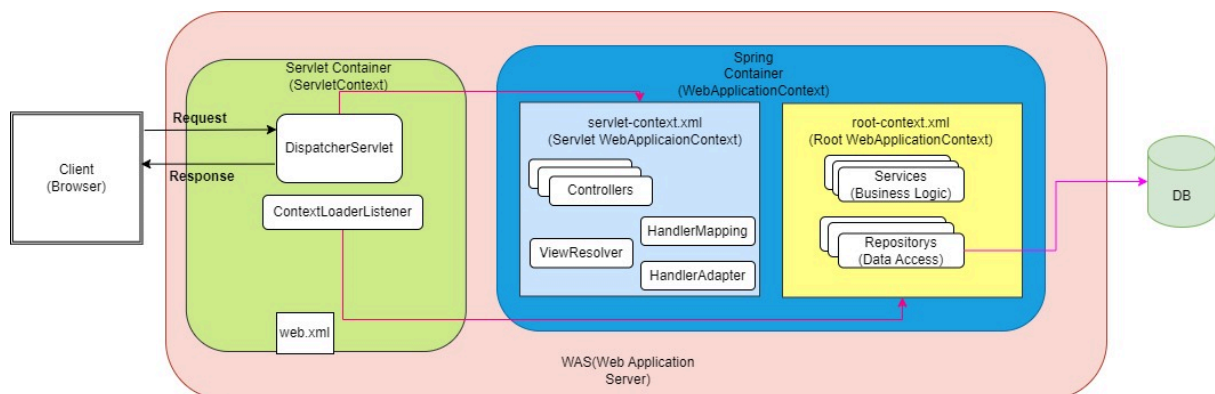 Spring
Container
(WebApplicationContext)
Servlet Container
(ServletContext)
Request
DispatcherServlet
Response
Client
(Browser)
ContextLoaderListener
web.xml
servlet-context.xml
(Servlet WebApplicaionContext)
Controllers
HandlerMapping
ViewResolver
HandlerAdapter
root-context.xml
(Root WebApplicationContext)
Services
(Business Logic)
Repositorys
(Data Access)
DB
WAS(Web Application
Server)